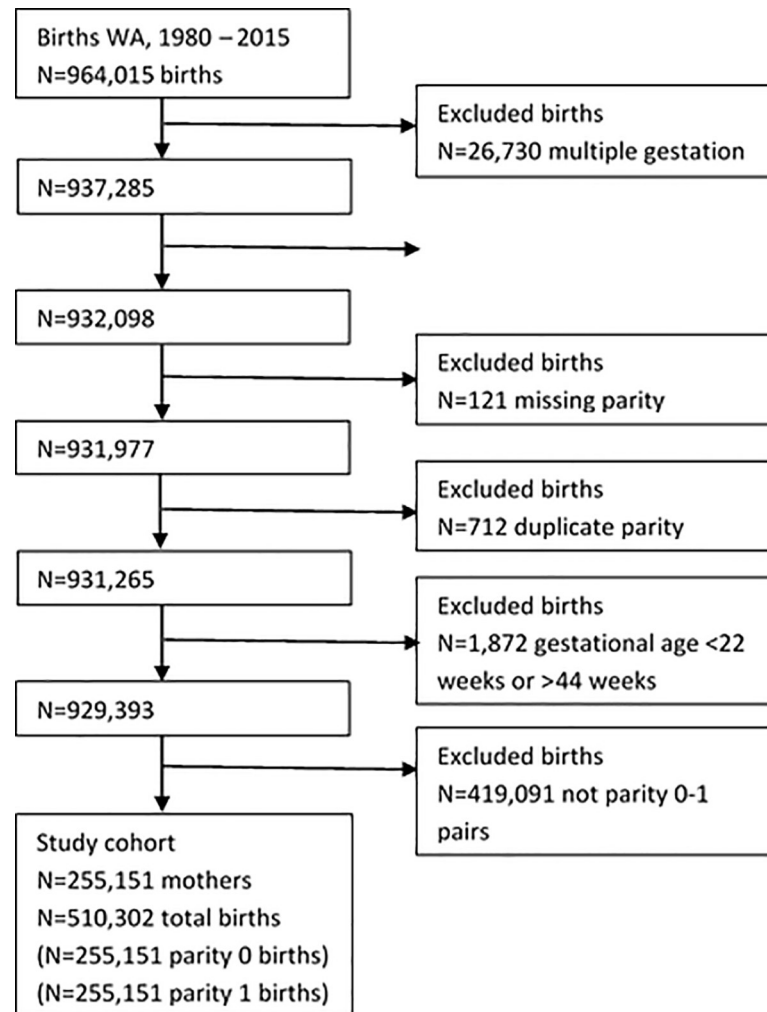 Births WA, 1980 – 2015
N=964,015 births
Excluded births
N=26,730 multiple gestation
N=937,285
N=932,098
Excluded births
N=121 missing parity
N=931,977
Excluded births
N=712 duplicate parity
N=931,265
Excluded births
N=1,872 gestational age <22
weeks or >44 weeks
N=929,393
Excluded births
N=419,091 not parity 0-1
pairs
Study cohort
N=255,151 mothers
N=510,302 total births
(N=255,151 parity 0 births)
(N=255,151 parity 1 births)